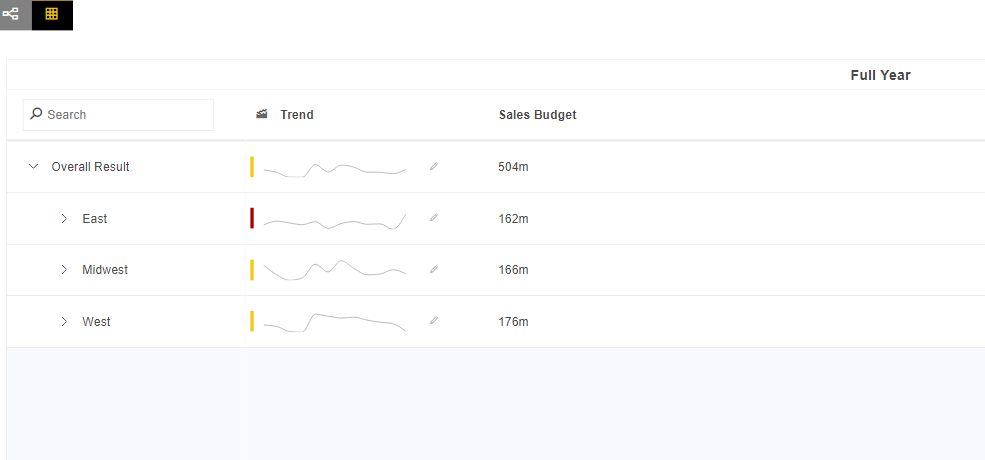 Full Year
Search Trend Sales Budget
Overall Result 504m
East 162m
Midwest 166m
West 176m